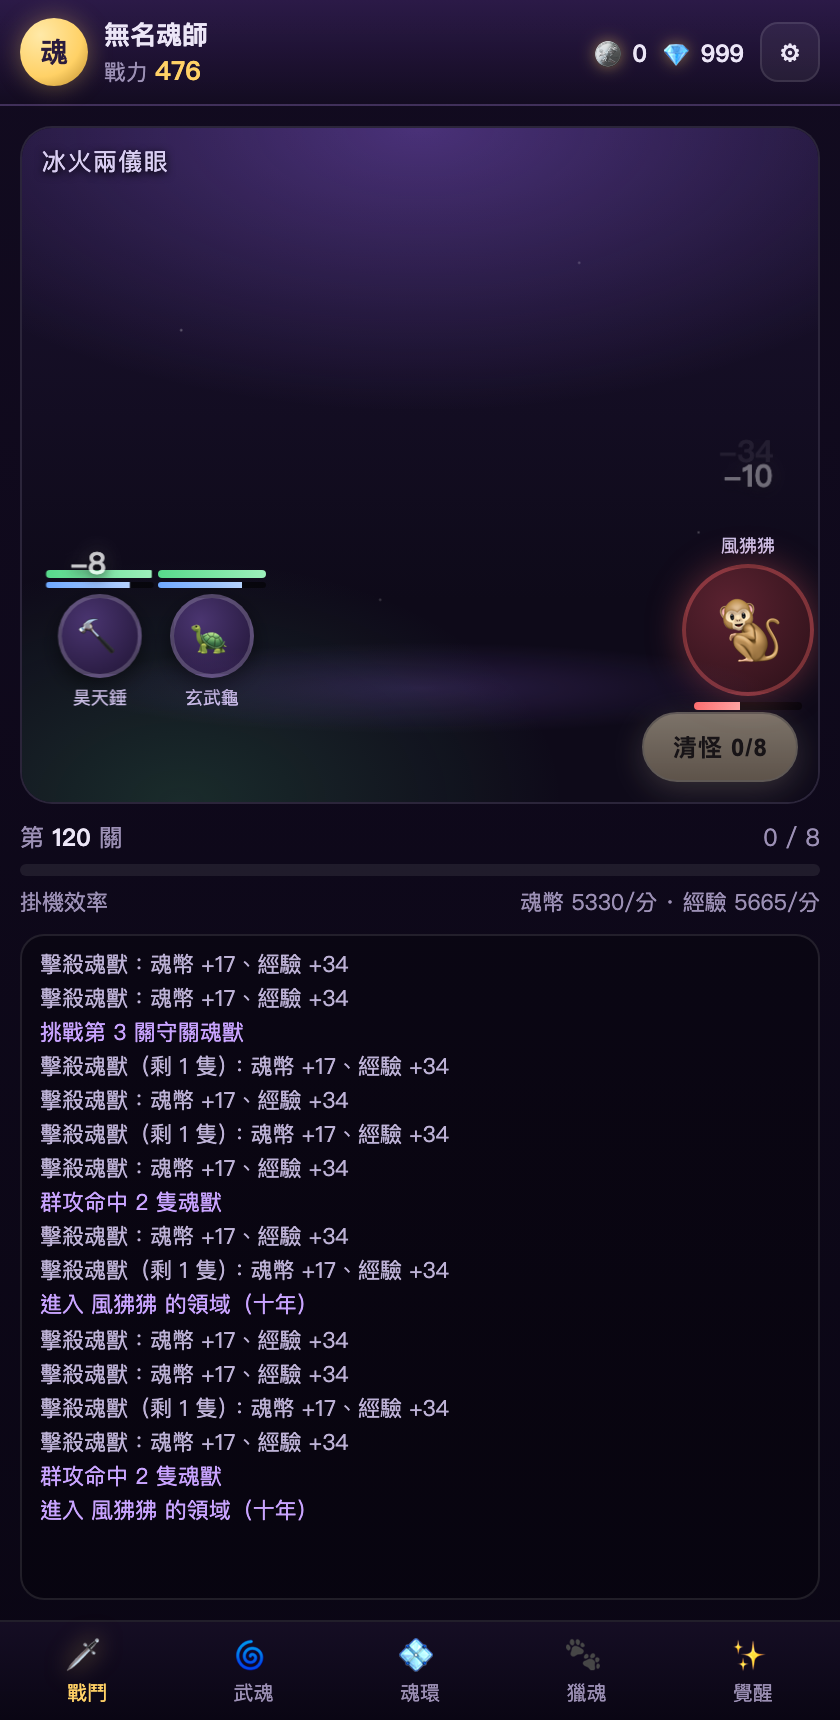 魂
無名魂師
戰力 476
0 999
冰火兩儀眼
-34
-10
風狒狒
-8
昊天錘 玄武龜
清怪 0/8
第 120 關 0 / 8
掛機效率 魂幣 5330/分 · 經驗 5665/分
擊殺魂獸：魂幣 +17、經驗 +34
擊殺魂獸：魂幣 +17、經驗 +34
挑戰第 3 關守關魂獸
擊殺魂獸（剩 1 隻）：魂幣 +17、經驗 +34
擊殺魂獸：魂幣 +17、經驗 +34
擊殺魂獸（剩 1 隻）：魂幣 +17、經驗 +34
擊殺魂獸：魂幣 +17、經驗 +34
群攻命中 2 隻魂獸
擊殺魂獸：魂幣 +17、經驗 +34
擊殺魂獸（剩 1 隻）：魂幣 +17、經驗 +34
進入 風狒狒 的領域（十年）
擊殺魂獸：魂幣 +17、經驗 +34
擊殺魂獸：魂幣 +17、經驗 +34
擊殺魂獸（剩 1 隻）：魂幣 +17、經驗 +34
擊殺魂獸：魂幣 +17、經驗 +34
群攻命中 2 隻魂獸
進入 風狒狒 的領域（十年）
戰鬥 武魂 魂環 獵魂 覺醒